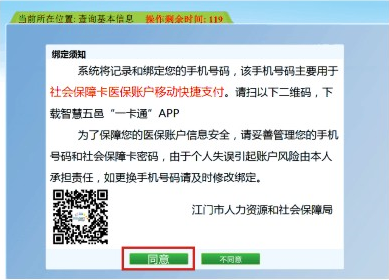 当前所在位置: 查询基本信息 操作剩余时间: 119
绑定须知
系统将记录和绑定您的手机号码，该手机号码主要用于
社会保障卡医保账户移动快捷支付。请扫以下二维码，下
载智慧五邑“一卡通”APP
为了保障您的医保账户信息安全，请妥善管理您的手机
号码和社会保障卡密码，由于个人失误引起账户风险由本人
承担责任，如更换手机号码请及时修改绑定。
江门市人力资源和社会保障局
同意 不同意